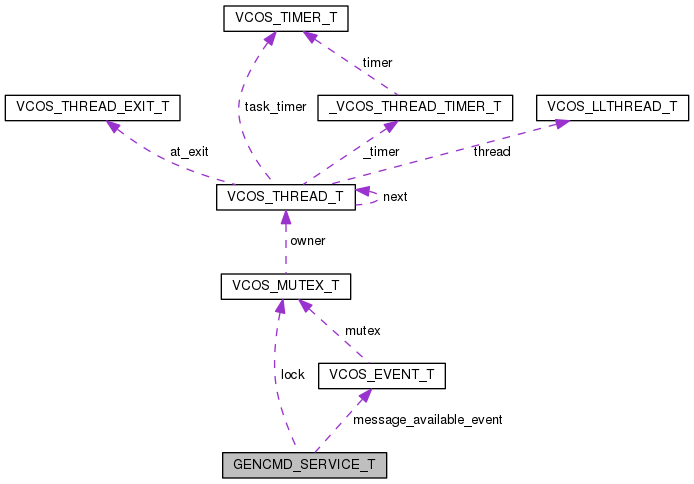 VCOS_TIMER_T
timer
VCOS_THREAD_EXIT_T
task_timer
_VCOS_THREAD_TIMER_T
VCOS_LLTHREAD_T
at_exit
_timer
thread
VCOS_THREAD_T
next
owner
VCOS_MUTEX_T
mutex
lock
VCOS_EVENT_T
message_available_event
GENCMD_SERVICE_T